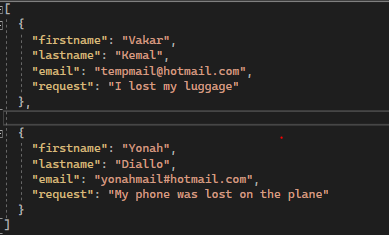 [
{
"firstname": "Vakar",
"lastname": "Kemal",
"email": "tempmail@hotmail.com",
"request": "I lost my luggage"
},
{
"firstname": "Yonah",
"lastname": "Diallo",
"email": "yonahmail#hotmail.com",
"request": "My phone was lost on the plane"
}
]